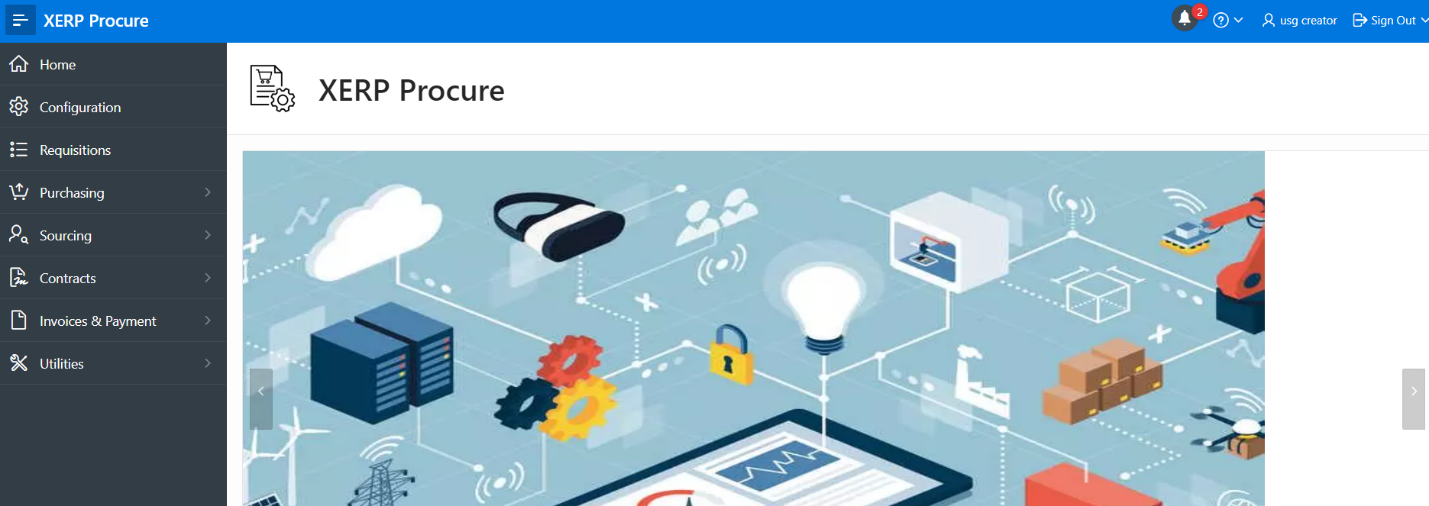 XERP Procure
2
usg creator
Sign Out
Home
Configuration
Requisitions
Purchasing
Sourcing
Contracts
Invoices & Payment
Utilities
XERP Procure